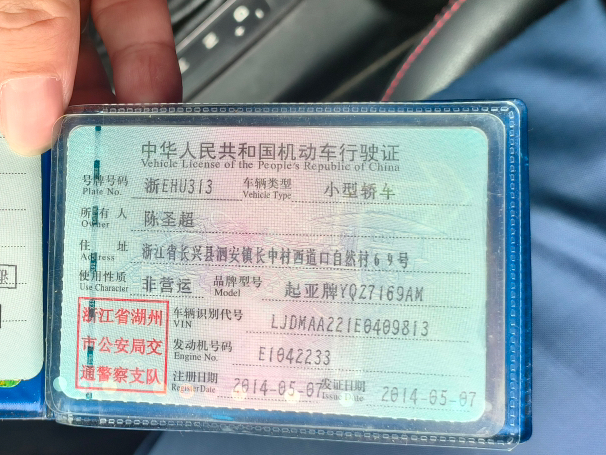 中华人民共和国机动车行驶证
Vehicle License of the People's Republic of China
号牌号码 浙EHU313 车辆类型 小型轿车
Plate No. Vehicle Type
所有人 陈圣超
Owner
住址 浙江省长兴县泗安镇长中村西道口自然村69号
Address
使用性质 非营运 品牌型号 起亚牌YQZ7169AM
Use Character Model
浙江省湖州
市公安局交
通警察支队
车辆识别代号 LJDMAA221E0409813
VIN
发动机号码 E1042233
Engine No.
注册日期 2014-05-07 发证日期 2014-05-07
Register Date Issue Date